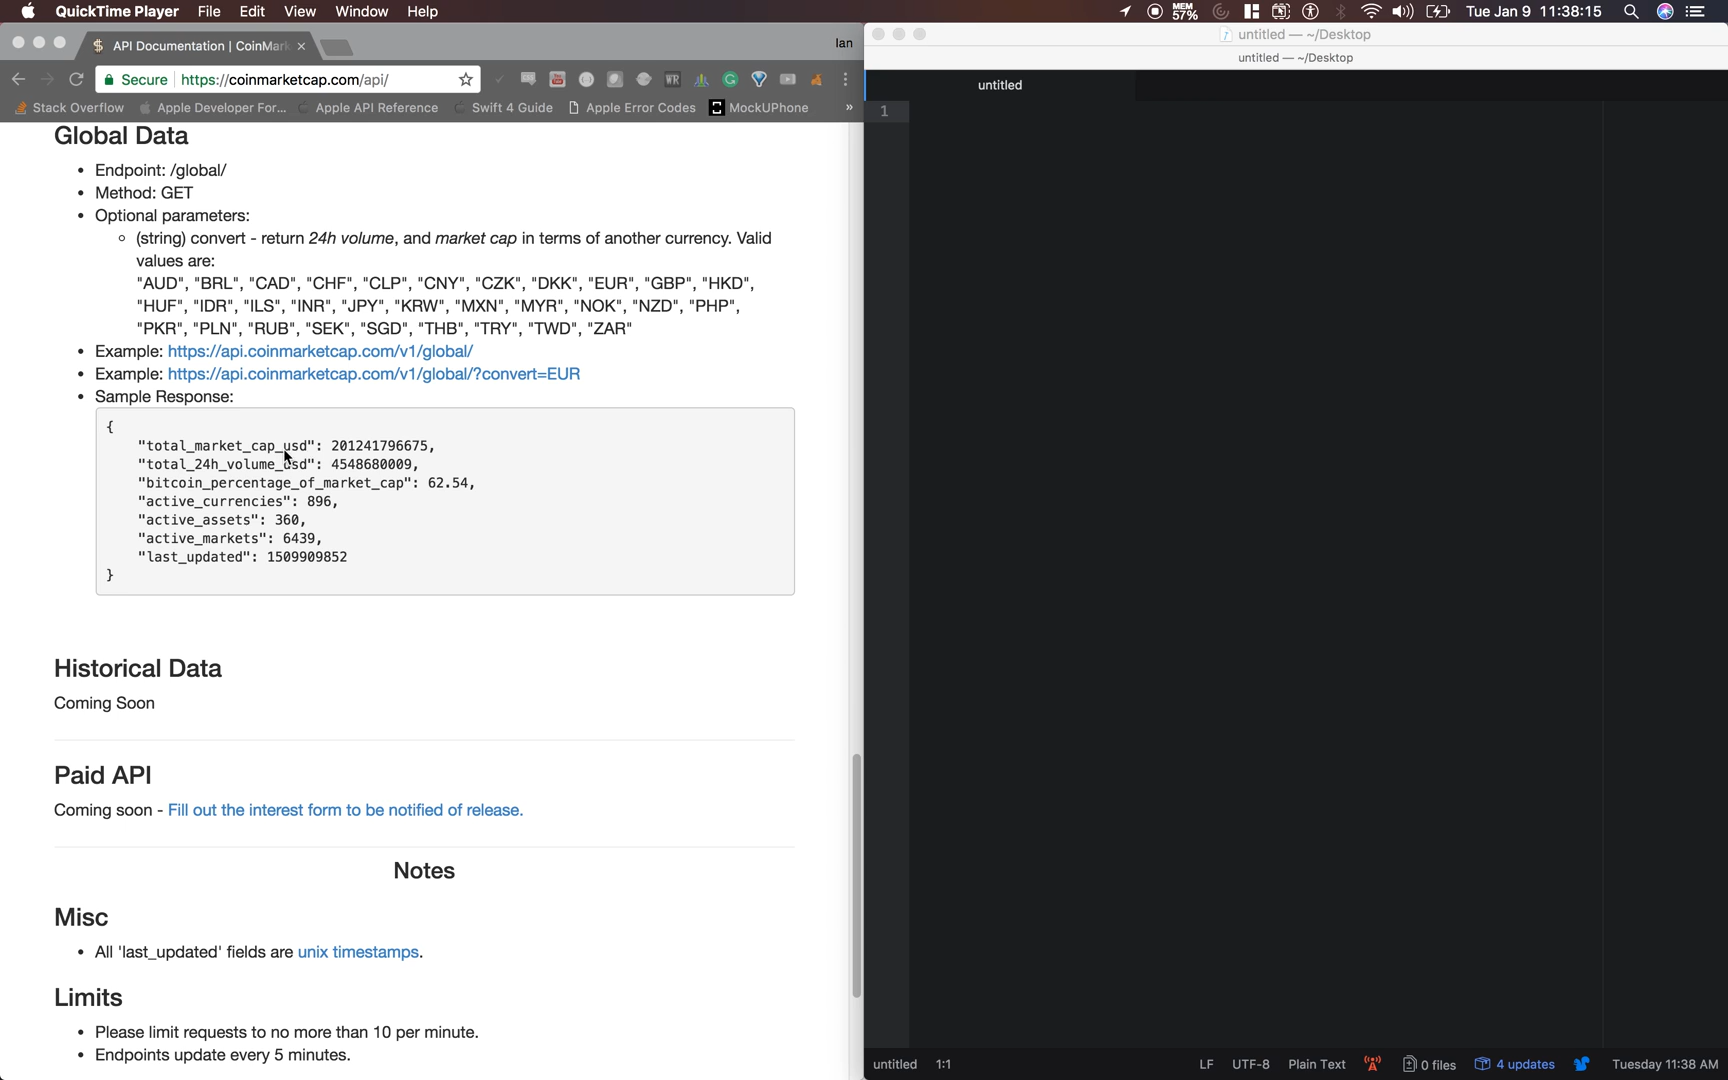 QuickTime Player File Edit View Window Help
MEM 57% Tue Jan 9 11:38:15
API Documentation | CoinMark
Ian
Secure https://coinmarketcap.com/api/
WR
Stack Overflow Apple Developer For... Apple API Reference Swift 4 Guide Apple Error Codes MockUPhone »
Global Data
• Endpoint: /global/
• Method: GET
• Optional parameters:
(string) convert - return 24h volume, and market cap in terms of another currency. Valid
values are:
"AUD", "BRL", "CAD", "CHF", "CLP", "CNY", "CZK", "DKK", "EUR", "GBP", "HKD",
"HUF", "IDR", "ILS", "INR", "JPY", "KRW", "MXN", "MYR", "NOK", "NZD", "PHP",
"PKR", "PLN", "RUB", "SEK", "SGD", "THB", "TRY", "TWD", "ZAR"
• Example: https://api.coinmarketcap.com/v1/global/
• Example: https://api.coinmarketcap.com/v1/global/?convert=EUR
• Sample Response:
{
"total_market_cap_usd": 201241796675,
"total_24h_volume_usd": 4548680009,
"bitcoin_percentage_of_market_cap": 62.54,
"active_currencies": 896,
"active_assets": 360,
"active_markets": 6439,
"last_updated": 1509909852
}
Historical Data
Coming Soon
Paid API
Coming soon - Fill out the interest form to be notified of release.
Notes
Misc
• All 'last_updated' fields are unix timestamps.
Limits
• Please limit requests to no more than 10 per minute.
• Endpoints update every 5 minutes.
untitled — ~/Desktop
untitled — ~/Desktop
untitled
1
untitled 1:1 LF UTF-8 Plain Text 0 files 4 updates Tuesday 11:38 AM